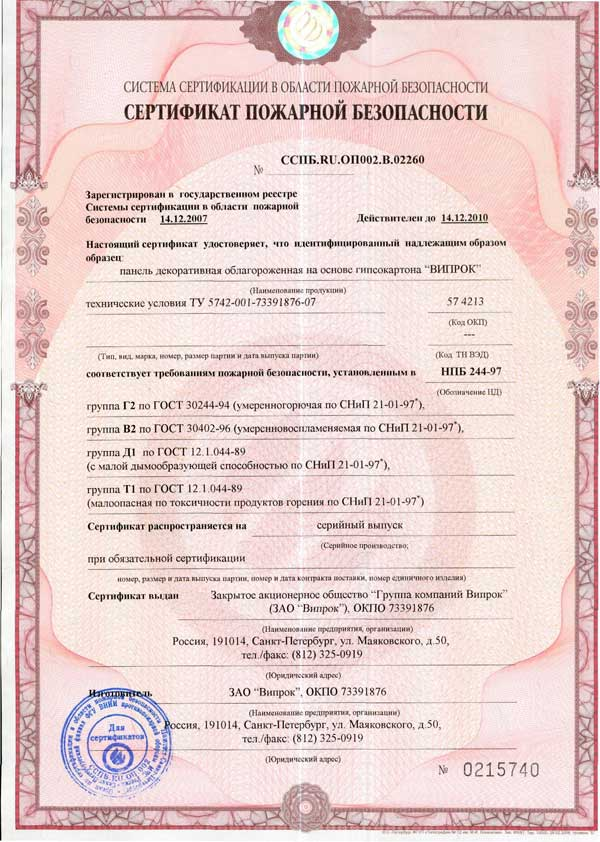 СИСТЕМА СЕРТИФИКАЦИИ В ОБЛАСТИ ПОЖАРНОЙ БЕЗОПАСНОСТИ
СЕРТИФИКАТ ПОЖАРНОЙ БЕЗОПАСНОСТИ
№ ССПБ.RU.ОП002.В.02260
Зарегистрирован в государственном реестре
Системы сертификации в области пожарной
безопасности 14.12.2007 Действителен до 14.12.2010
Настоящий сертификат удостоверяет, что идентифицированный надлежащим образом
образец:
панель декоративная облагороженная на основе гипсокартона “ВИПРОК”
(Наименование продукции)
технические условия ТУ 5742-001-73391876-07 57 4213
(Код ОКП)
---
(Тип, вид, марка, номер, размер партии и дата выпуска партии) (Код ТН ВЭД)
соответствует требованиям пожарной безопасности, установленным в НПБ 244-97
(Обозначение НД)
группа Г2 по ГОСТ 30244-94 (умеренногорючая по СНиП 21-01-97*),
группа В2 по ГОСТ 30402-96 (умеренновоспламеняемая по СНиП 21-01-97*),
группа Д1 по ГОСТ 12.1.044-89
(с малой дымообразующей способностью по СНиП 21-01-97*),
группа Т1 по ГОСТ 12.1.044-89
(малоопасная по токсичности продуктов горения по СНиП 21-01-97*)
Сертификат распространяется на серийный выпуск
(Серийное производство;
при обязательной сертификации
номер, размер и дата выпуска партии, номер и дата контракта поставки, номер единичного изделия)
Сертификат выдан Закрытое акционерное общество “Группа компаний Випрок”
(ЗАО “Випрок”), ОКПО 73391876
(Наименование предприятия, организации)
Россия, 191014, Санкт-Петербург, ул. Маяковского, д.50,
тел./факс: (812) 325-0919
(Юридический адрес)
Изготовитель ЗАО “Випрок”, ОКПО 73391876
(Наименование предприятия, организации)
Россия, 191014, Санкт-Петербург, ул. Маяковского, д.50,
тел./факс: (812) 325-0919
(Юридический адрес)
Для
сертификатов
ССПБ.RU.ОП 002
№ 0215740